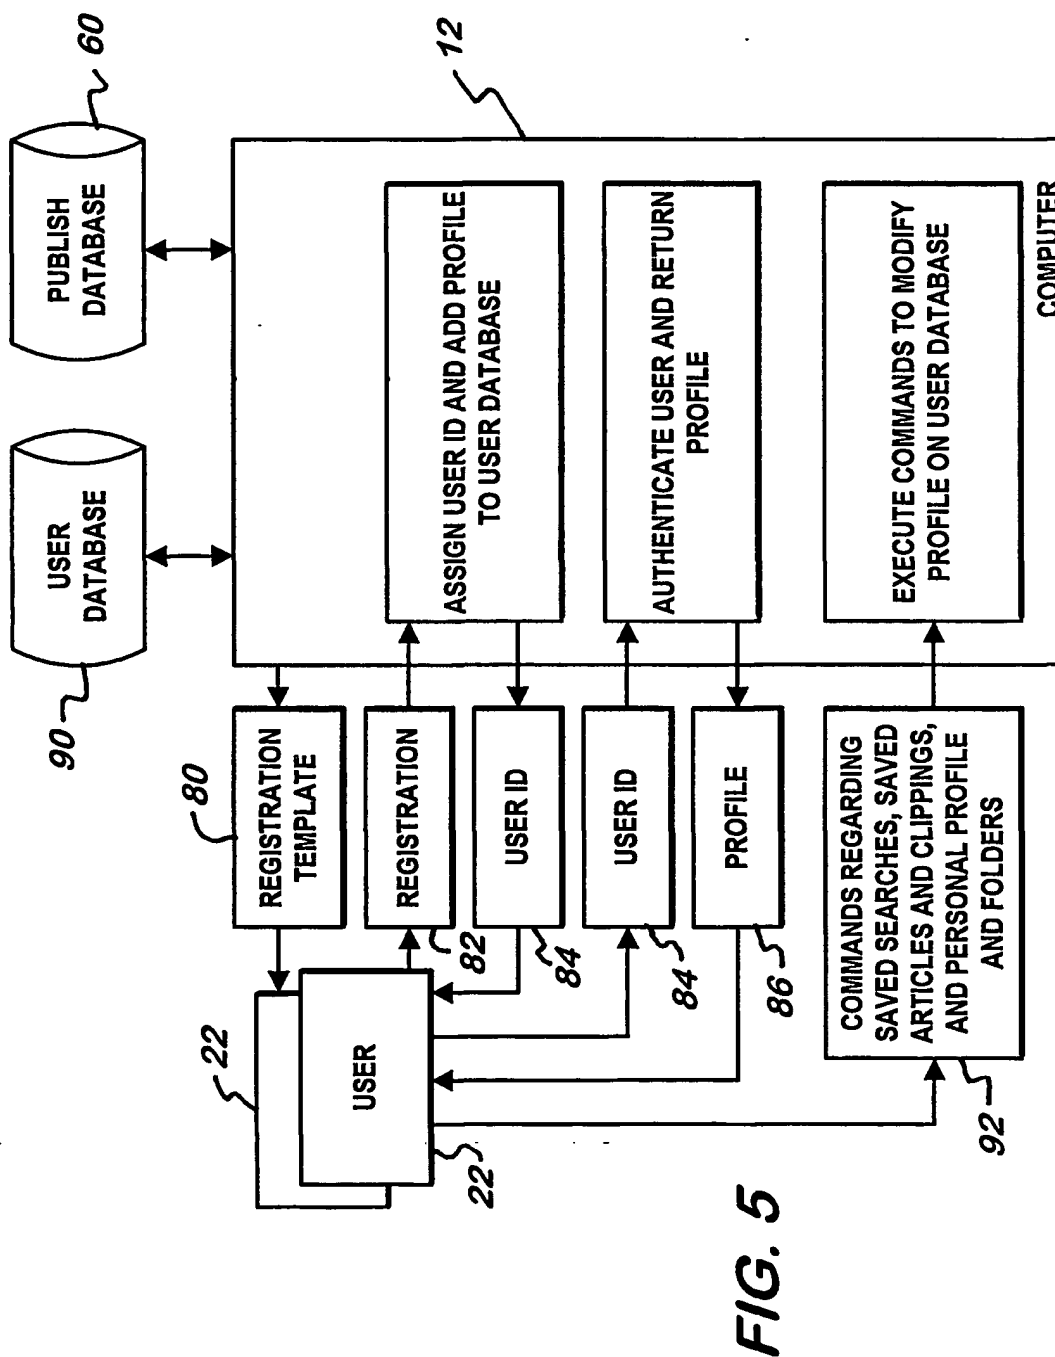 22
USER
22
80
REGISTRATION
TEMPLATE
REGISTRATION
82
USER ID
84
USER ID
84
PROFILE
86
COMMANDS REGARDING
SAVED SEARCHES, SAVED
ARTICLES AND CLIPPINGS,
AND PERSONAL PROFILE
AND FOLDERS
92
90
USER
DATABASE
PUBLISH
DATABASE
60
12
ASSIGN USER ID AND ADD PROFILE
TO USER DATABASE
AUTHENTICATE USER AND RETURN
PROFILE
EXECUTE COMMANDS TO MODIFY
PROFILE ON USER DATABASE
COMPUTER
FIG. 5